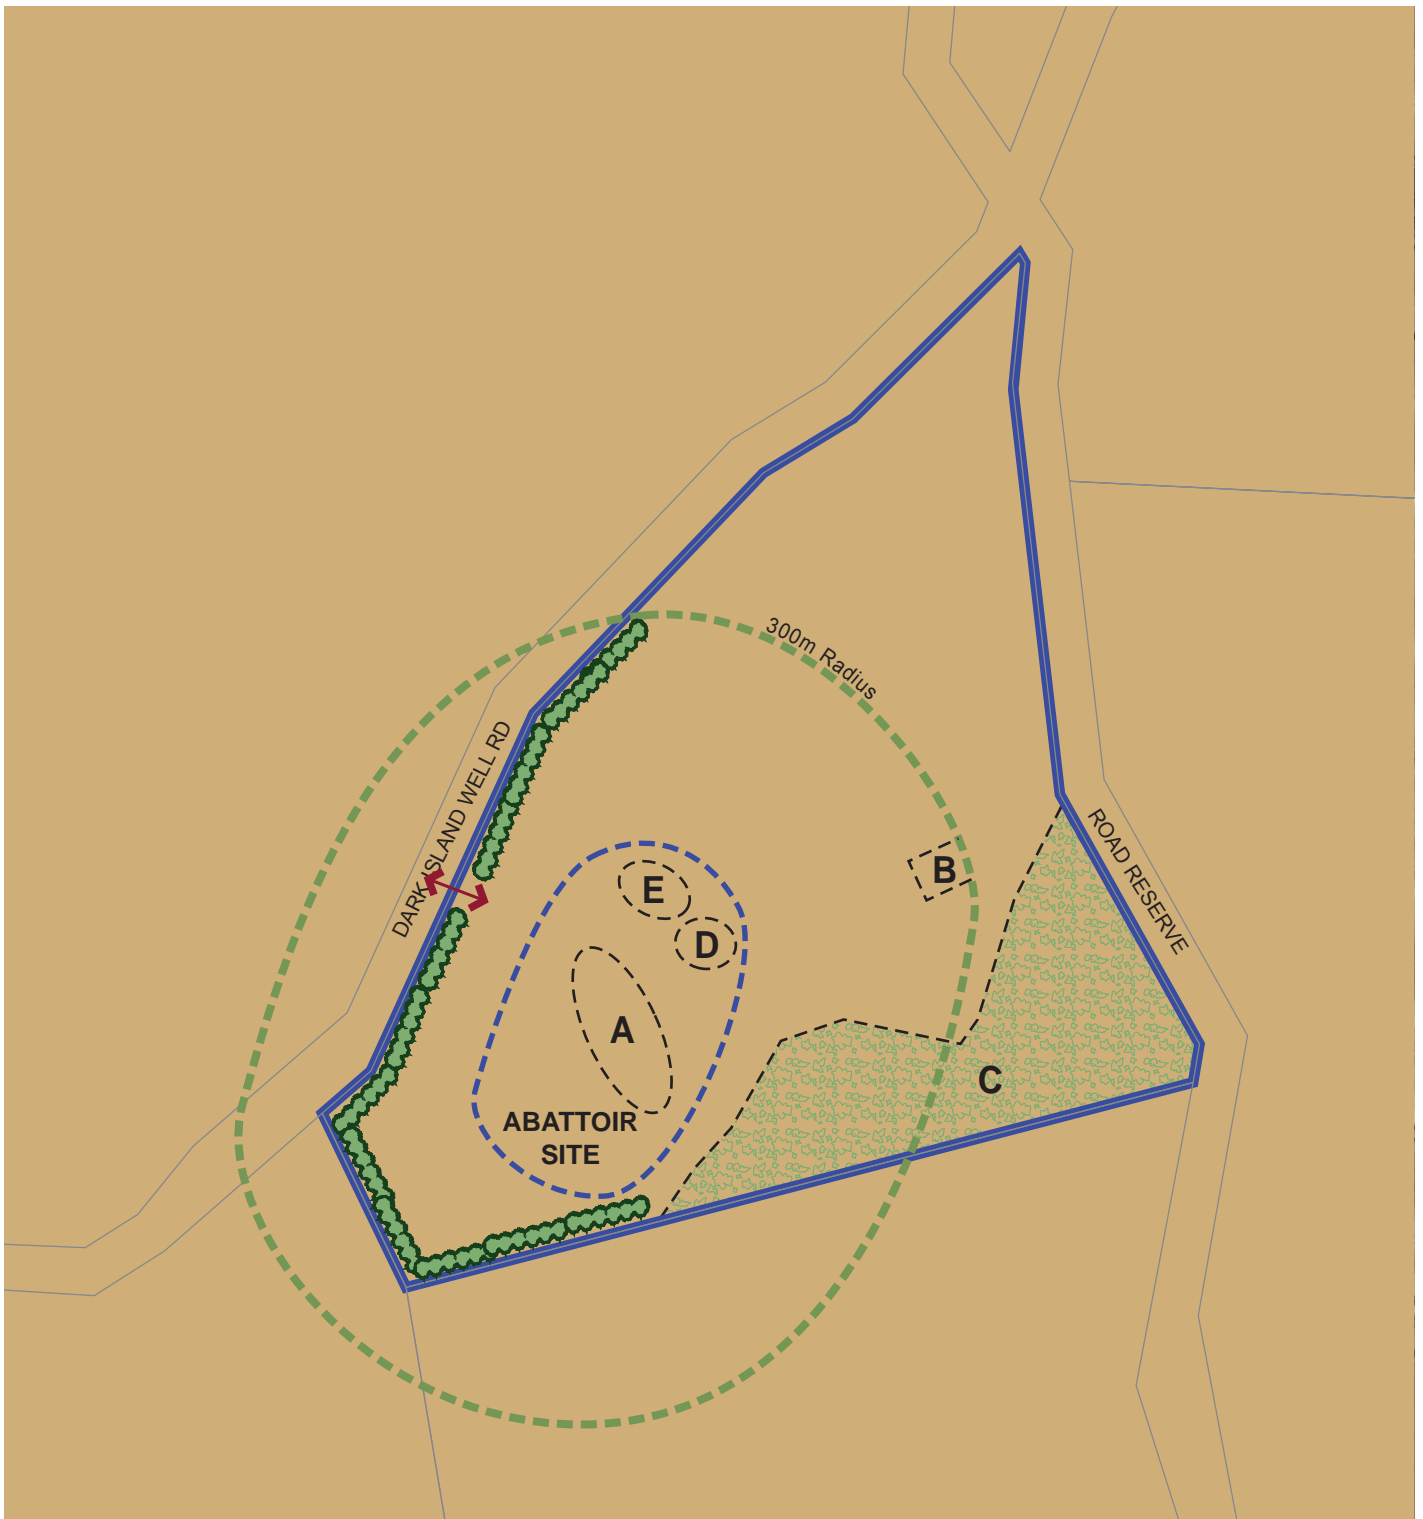 300m Radius
DARK ISLAND WELL RD
ROAD RESERVE
B
E
D
A
C
ABATTOIR
SITE